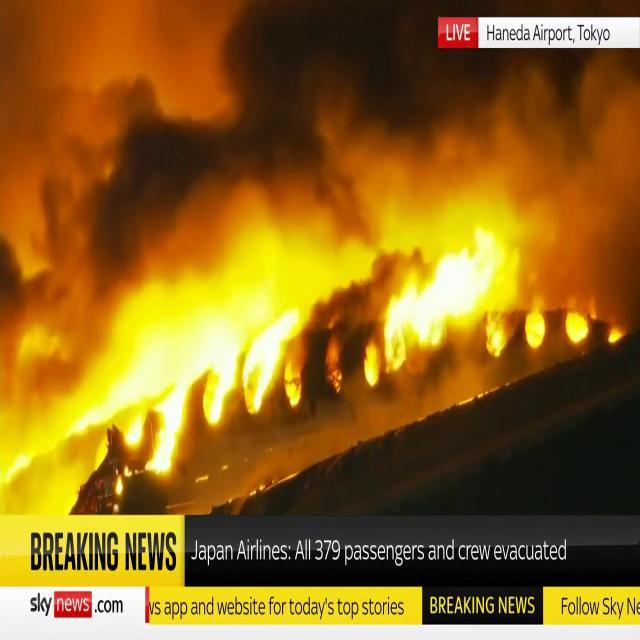 LIVE Haneda Airport, Tokyo
BREAKING NEWS
Japan Airlines: All 379 passengers and crew evacuated
sky news .com
app and website for today's top stories BREAKING NEWS Follow Sky